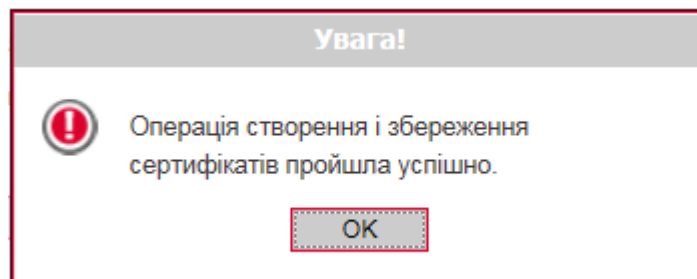 Увага!
Операція створення і збереження
сертифікатів пройшла успішно.
OK